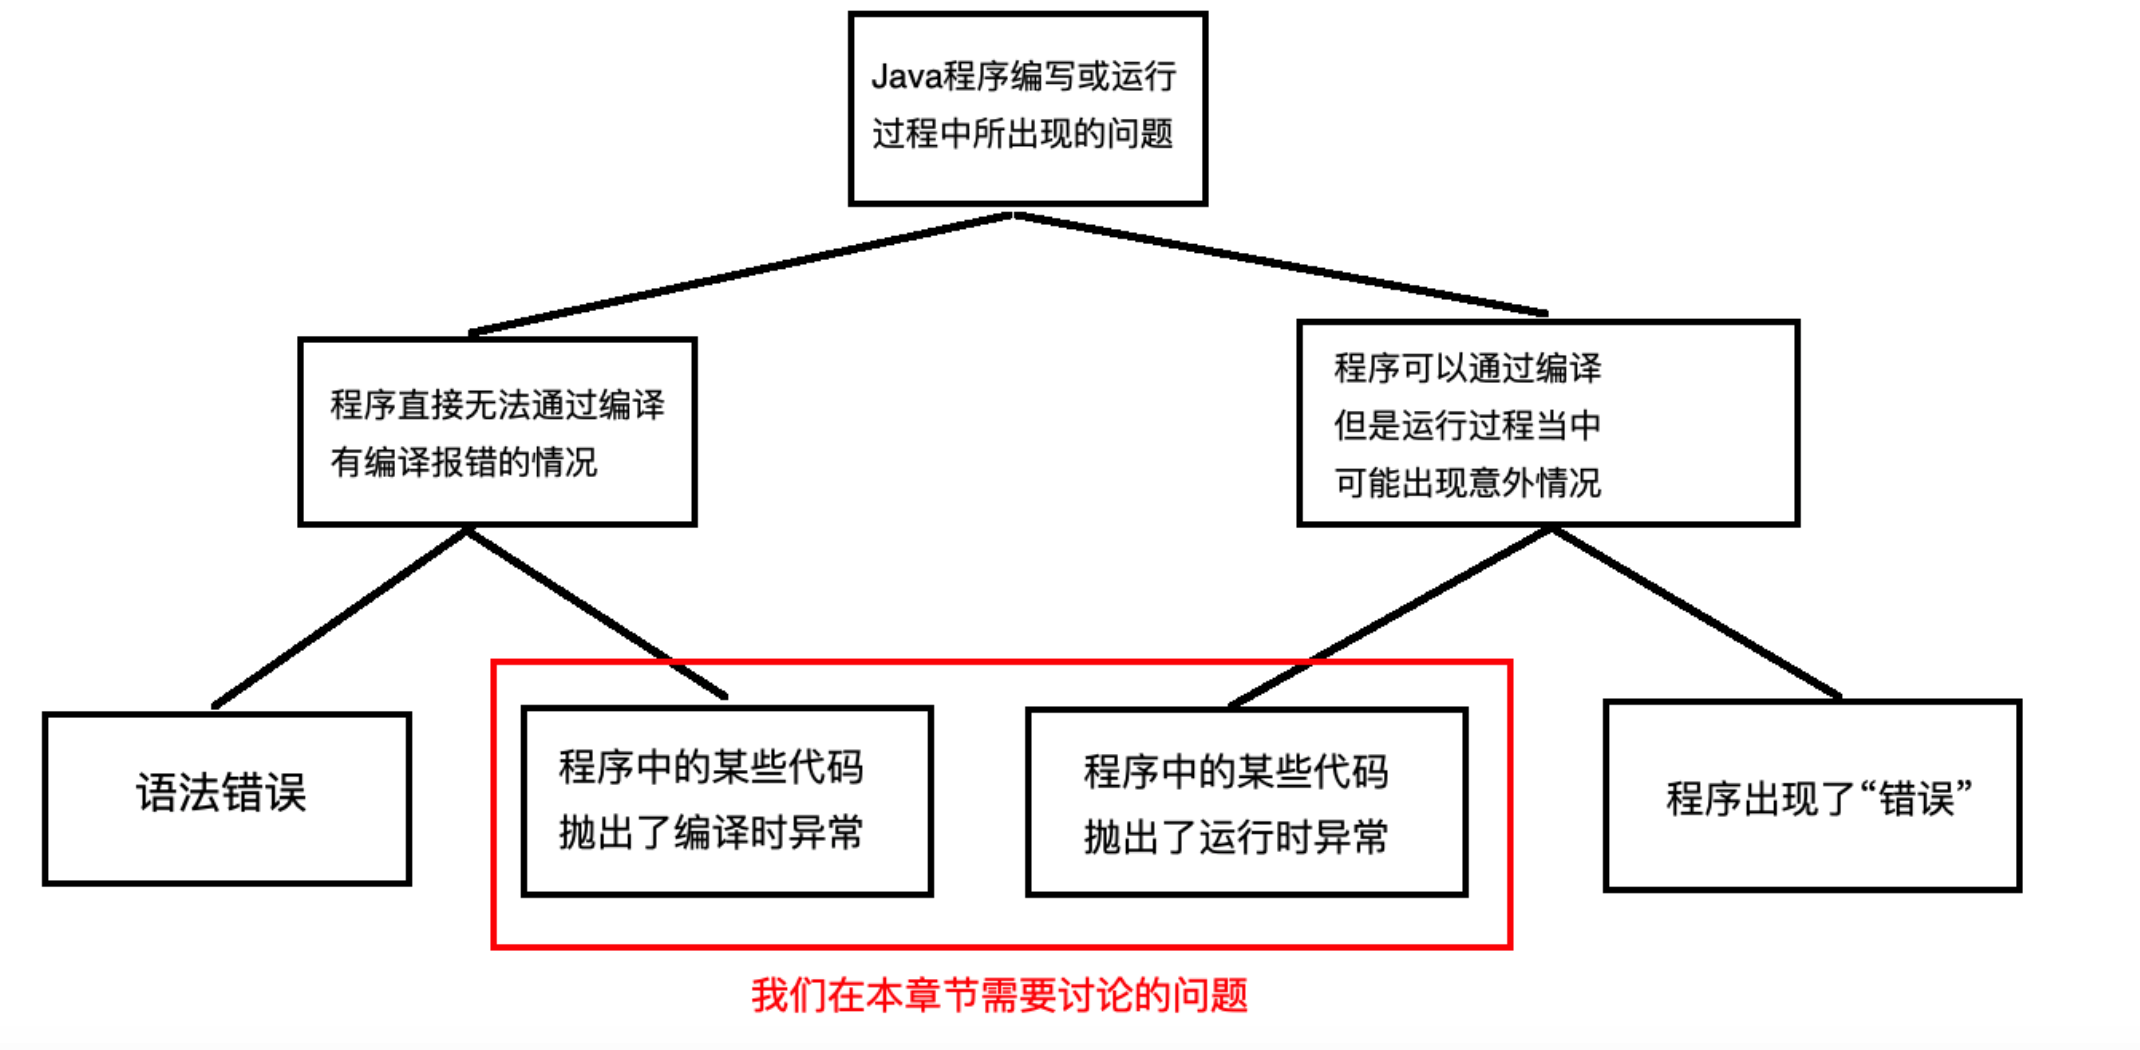 Java程序编写或运行
过程中所出现的问题
程序直接无法通过编译
有编译报错的情况
程序可以通过编译
但是运行过程当中
可能出现意外情况
语法错误
程序中的某些代码
抛出了编译时异常
程序中的某些代码
抛出了运行时异常
程序出现了“错误”
我们在本章节需要讨论的问题